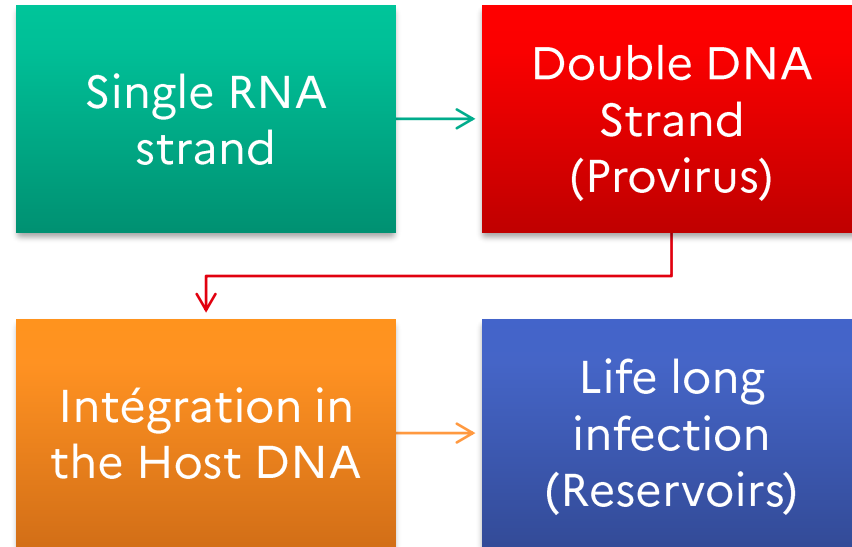 Single RNA
strand
Double DNA
Strand
(Provirus)
Intégration in
the Host DNA
Life long
infection
(Reservoirs)